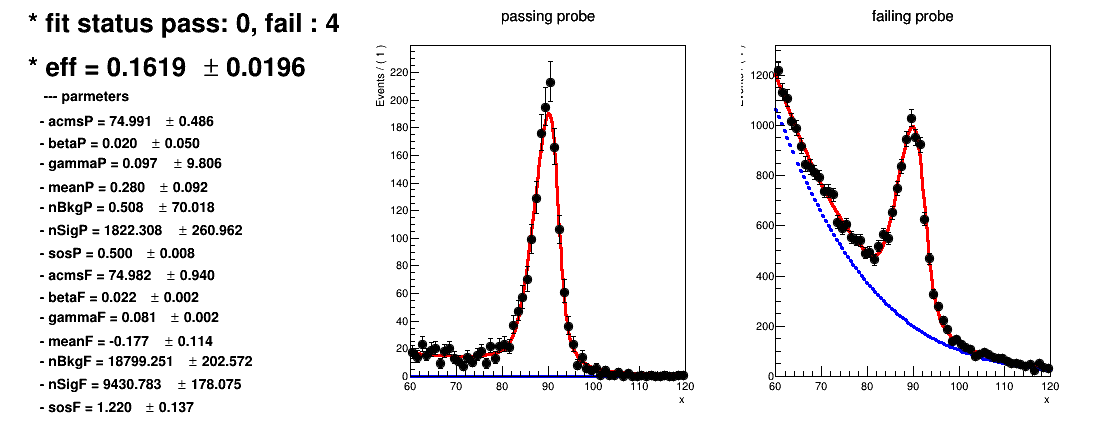 * fit status pass: 0, fail : 4
* eff = 0.1619 ± 0.0196
--- parmeters
- acmsP = 74.991 ± 0.486
- betaP = 0.020 ± 0.050
- gammaP = 0.097 ± 9.806
- meanP = 0.280 ± 0.092
- nBkgP = 0.508 ± 70.018
- nSigP = 1822.308 ± 260.962
- sosP = 0.500 ± 0.008
- acmsF = 74.982 ± 0.940
- betaF = 0.022 ± 0.002
- gammaF = 0.081 ± 0.002
- meanF = -0.177 ± 0.114
- nBkgF = 18799.251 ± 202.572
- nSigF = 9430.783 ± 178.075
- sosF = 1.220 ± 0.137
passing probe
Events / ( 1 )
220
200
180
160
140
120
100
80
60
40
20
0
60 70 80 90 100 110 120
x
failing probe
1200
1000
800
600
400
200
0
60 70 80 90 100 110 120
x